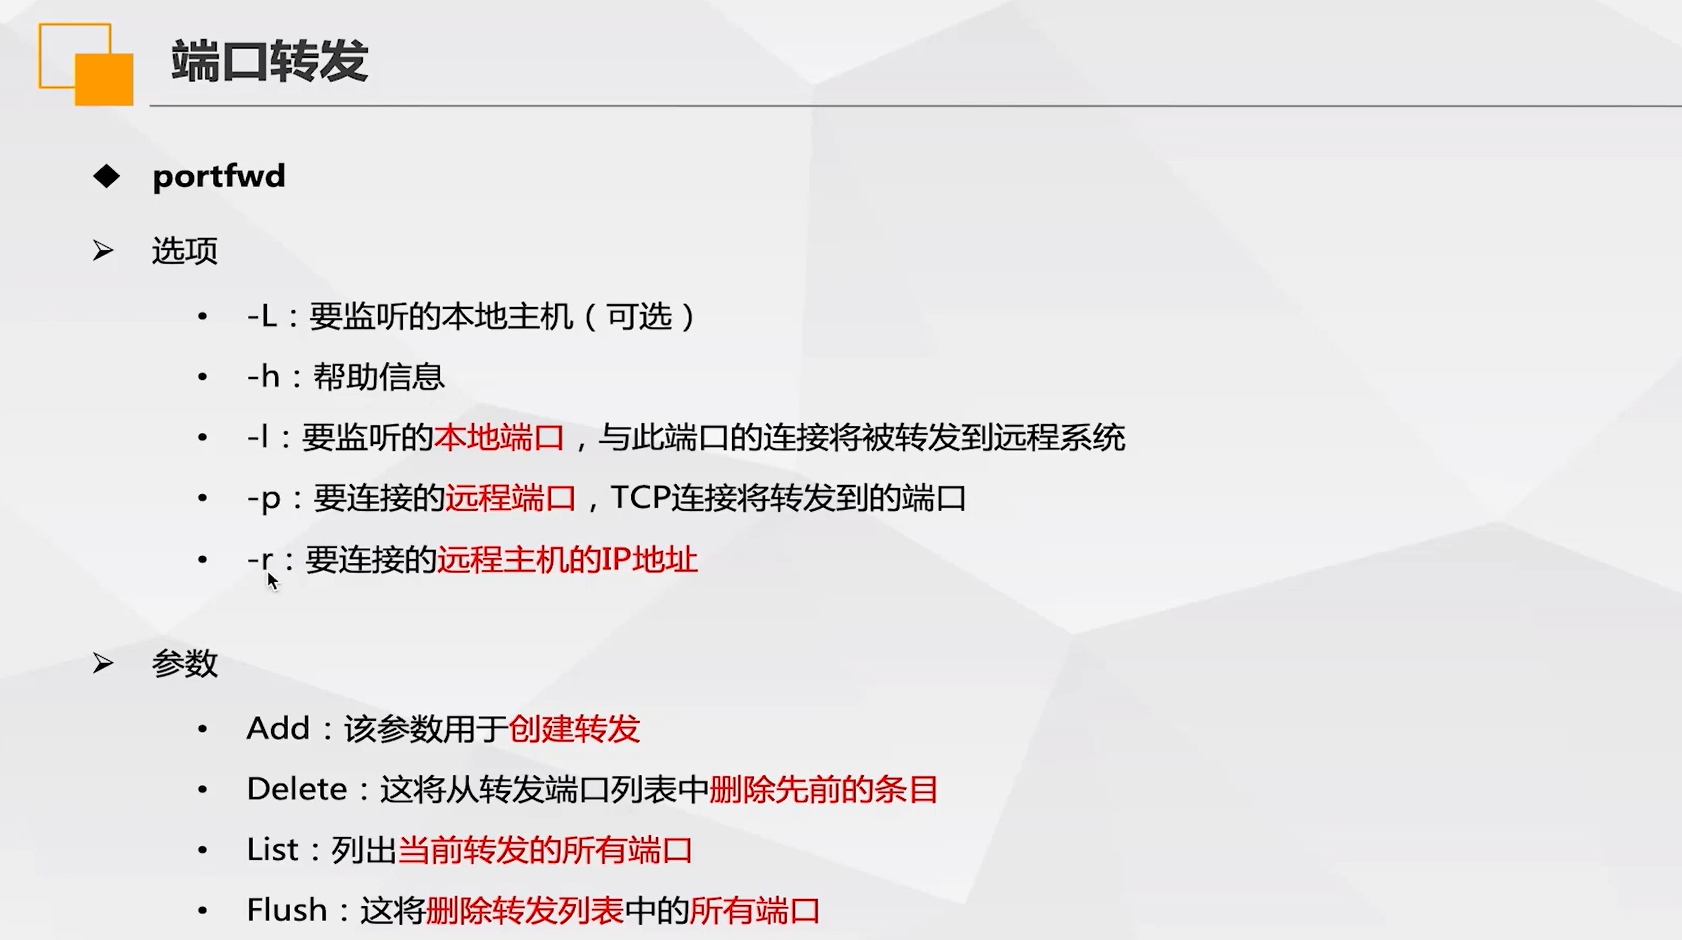 端口转发
portfwd
选项
-L：要监听的本地主机（可选）
-h：帮助信息
-l：要监听的本地端口，与此端口的连接将被转发到远程系统
-p：要连接的远程端口，TCP连接将转发到的端口
-r：要连接的远程主机的IP地址
参数
Add：该参数用于创建转发
Delete：这将从转发端口列表中删除先前的条目
List：列出当前转发的所有端口
Flush：这将删除转发列表中的所有端口